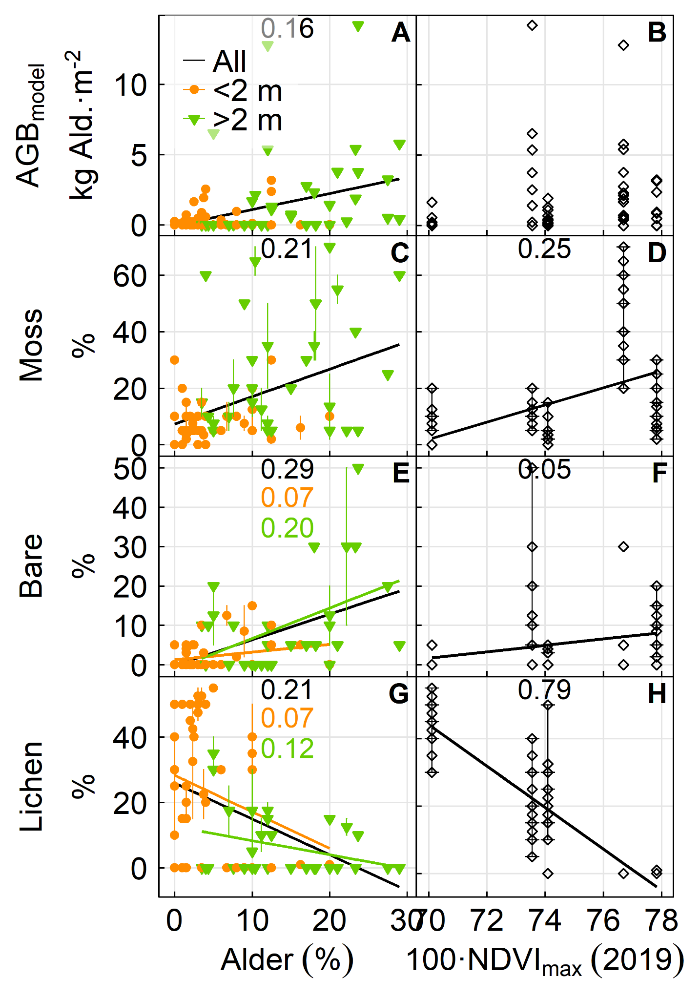 AGBmodel
kg Ald.·m-2
0.16
A
B
All
<2 m
>2 m
10
5
0
Moss
%
0.21
C
0.25
D
60
40
20
0
Bare
%
0.29
0.07
0.20
E
0.05
F
50
40
30
20
10
0
Lichen
%
0.21
0.07
0.12
G
0.79
H
40
20
0
0 10 20 30 70 72 74 76 78
Alder (%) 100·NDVImax (2019)